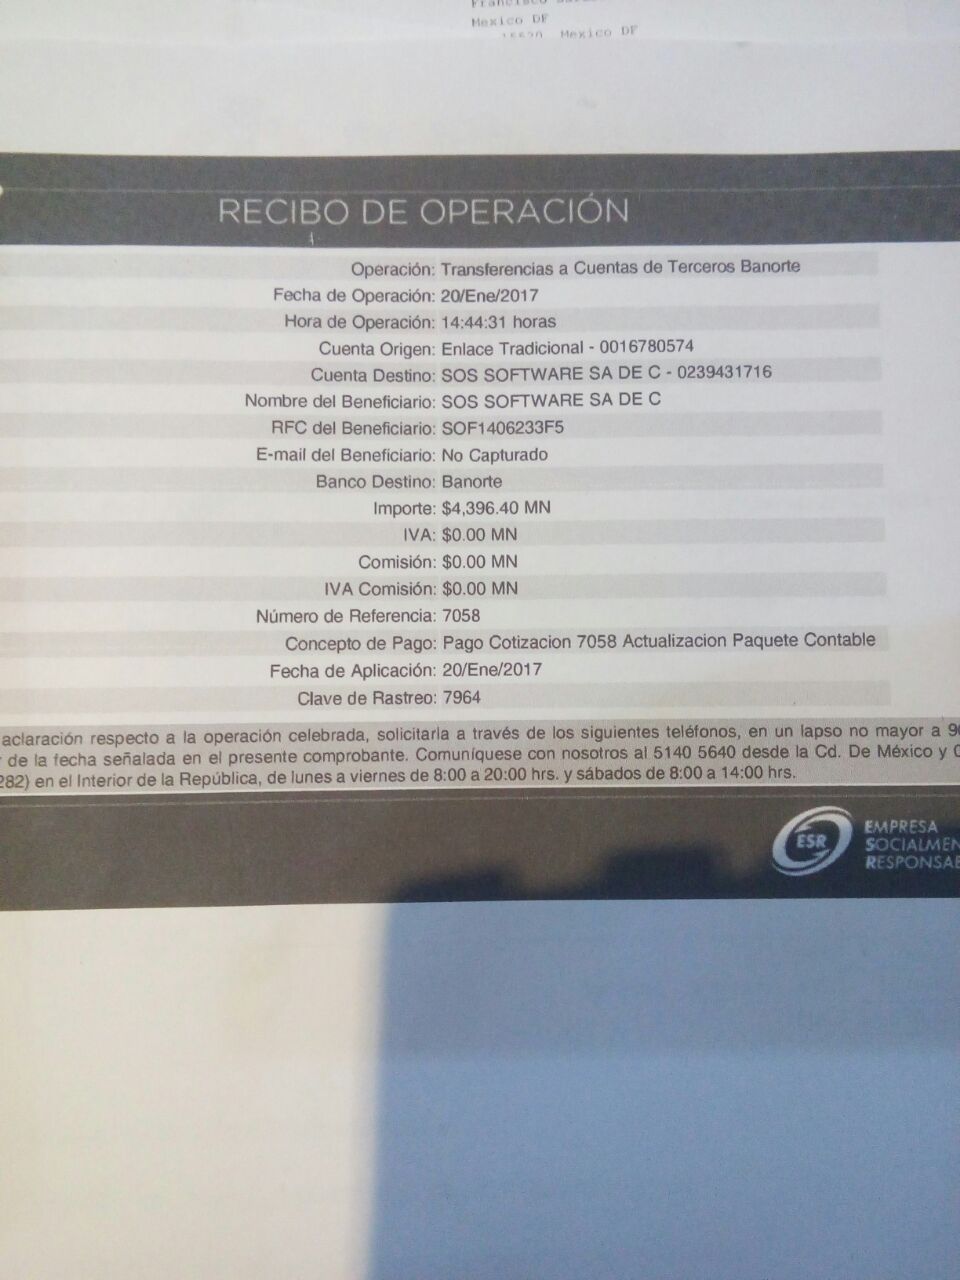 Francisco
Mexico DF
Mexico DF
RECIBO DE OPERACIÓN
Operación: Transferencias a Cuentas de Terceros Banorte
Fecha de Operación: 20/Ene/2017
Hora de Operación: 14:44:31 horas
Cuenta Origen: Enlace Tradicional - 0016780574
Cuenta Destino: SOS SOFTWARE SA DE C - 0239431716
Nombre del Beneficiario: SOS SOFTWARE SA DE C
RFC del Beneficiario: SOF1406233F5
E-mail del Beneficiario: No Capturado
Banco Destino: Banorte
Importe: $4,396.40 MN
IVA: $0.00 MN
Comisión: $0.00 MN
IVA Comisión: $0.00 MN
Número de Referencia: 7058
Concepto de Pago: Pago Cotizacion 7058 Actualizacion Paquete Contable
Fecha de Aplicación: 20/Ene/2017
Clave de Rastreo: 7964
aclaración respecto a la operación celebrada, solicitarla a través de los siguientes teléfonos, en un lapso no mayor a
de la fecha señalada en el presente comprobante. Comuníquese con nosotros al 5140 5640 desde la Cd. De México y
282) en el Interior de la República, de lunes a viernes de 8:00 a 20:00 hrs. y sábados de 8:00 a 14:00 hrs.
ESR
EMPRESA
SOCIALMEN
RESPONSAB